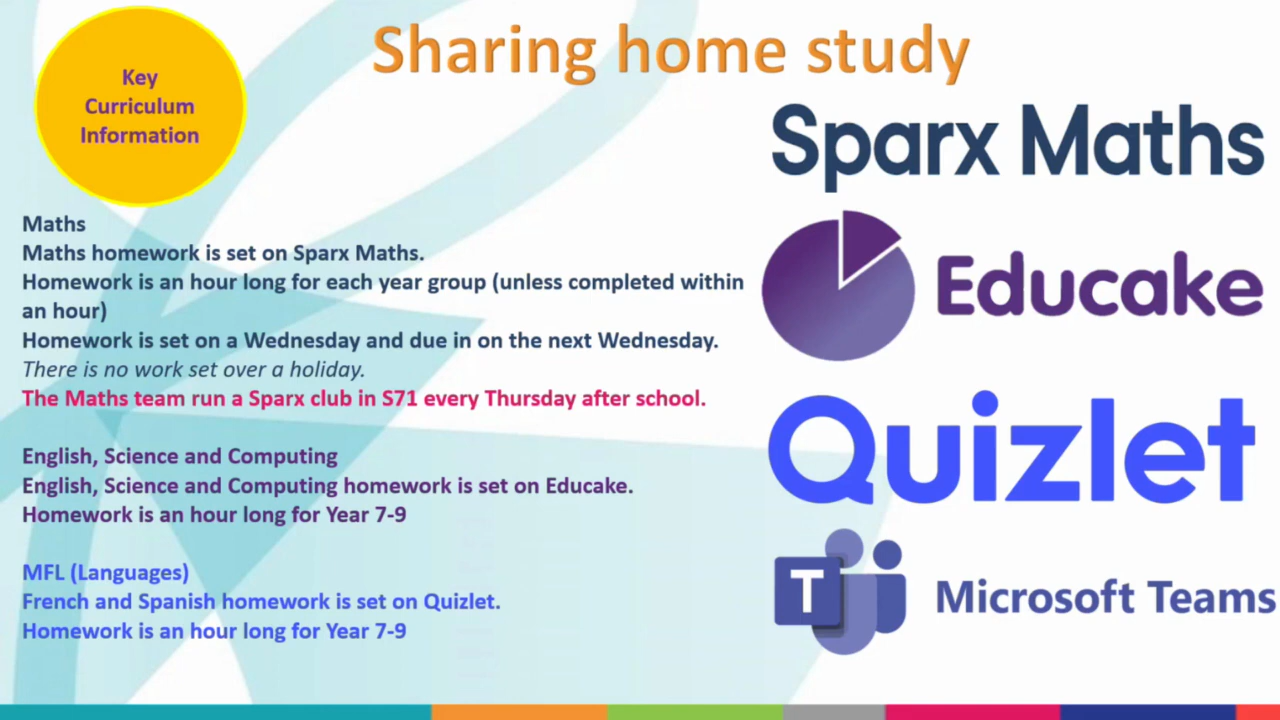 Sharing home study
Key
Curriculum
Information
Maths
Maths homework is set on Sparx Maths.
Homework is an hour long for each year group (unless completed within
an hour)
Homework is set on a Wednesday and due in on the next Wednesday.
There is no work set over a holiday.
The Maths team run a Sparx club in S71 every Thursday after school.
English, Science and Computing
English, Science and Computing homework is set on Educake.
Homework is an hour long for Year 7-9
MFL (Languages)
French and Spanish homework is set on Quizlet.
Homework is an hour long for Year 7-9
Sparx Maths
Educake
Quizlet
T
Microsoft Teams